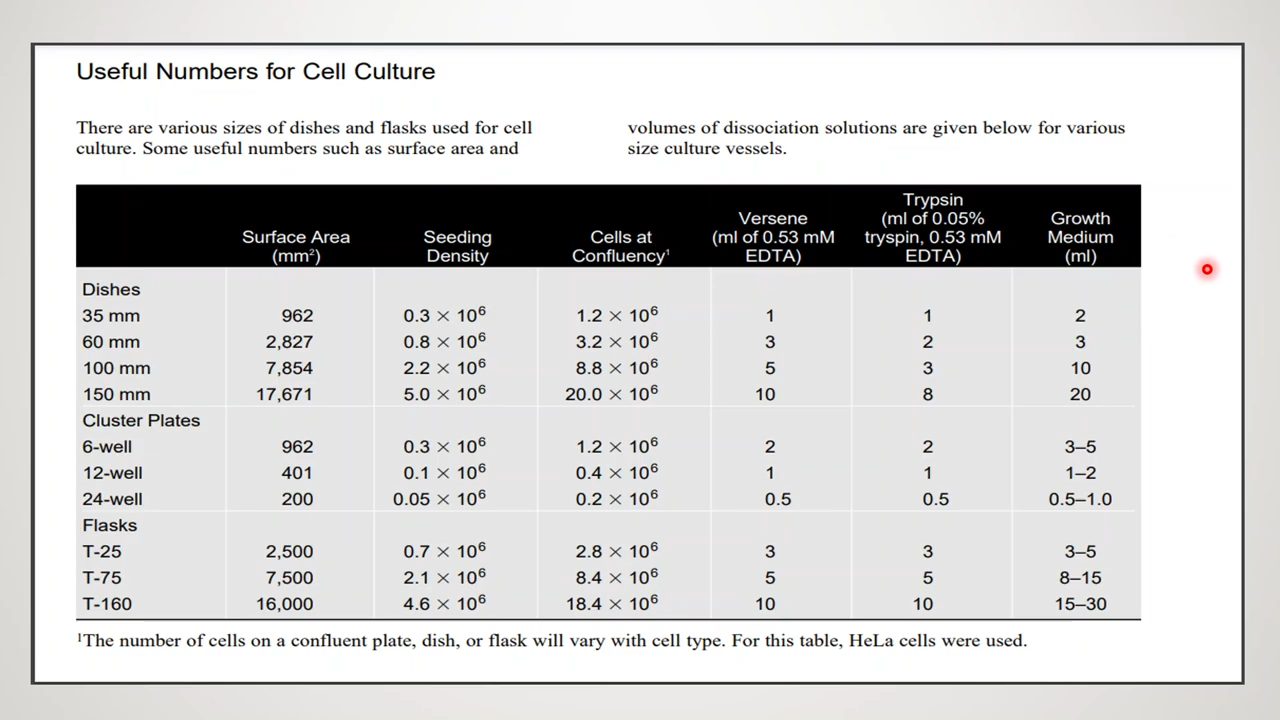 Useful Numbers for Cell Culture
There are various sizes of dishes and flasks used for cell
culture. Some useful numbers such as surface area and
volumes of dissociation solutions are given below for various
size culture vessels.
Surface Area (mm²) Seeding Density Cells at Confluency¹ Versene (ml of 0.53 mM EDTA) Trypsin (ml of 0.05% tryspin, 0.53 mM EDTA) Growth Medium (ml)
Dishes
35 mm 962 0.3 × 10⁶ 1.2 × 10⁶ 1 1 2
60 mm 2,827 0.8 × 10⁶ 3.2 × 10⁶ 3 2 3
100 mm 7,854 2.2 × 10⁶ 8.8 × 10⁶ 5 3 10
150 mm 17,671 5.0 × 10⁶ 20.0 × 10⁶ 10 8 20
Cluster Plates
6-well 962 0.3 × 10⁶ 1.2 × 10⁶ 2 2 3–5
12-well 401 0.1 × 10⁶ 0.4 × 10⁶ 1 1 1–2
24-well 200 0.05 × 10⁶ 0.2 × 10⁶ 0.5 0.5 0.5–1.0
Flasks
T-25 2,500 0.7 × 10⁶ 2.8 × 10⁶ 3 3 3–5
T-75 7,500 2.1 × 10⁶ 8.4 × 10⁶ 5 5 8–15
T-160 16,000 4.6 × 10⁶ 18.4 × 10⁶ 10 10 15–30
¹The number of cells on a confluent plate, dish, or flask will vary with cell type. For this table, HeLa cells were used.